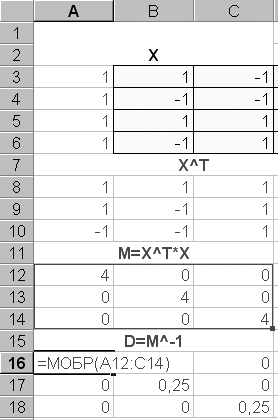 A B C
1
2 X
3 1 1 -1
4 1 -1 -1
5 1 1 1
6 1 -1 1
7 X^T
8 1 1 1
9 1 -1 1
10 -1 -1 1
11 M=X^T*X
12 4 0 0
13 0 4 0
14 0 0 4
15 D=M^-1
16 =МОБР(A12:C14) 0
17 0 0,25 0
18 0 0 0,25